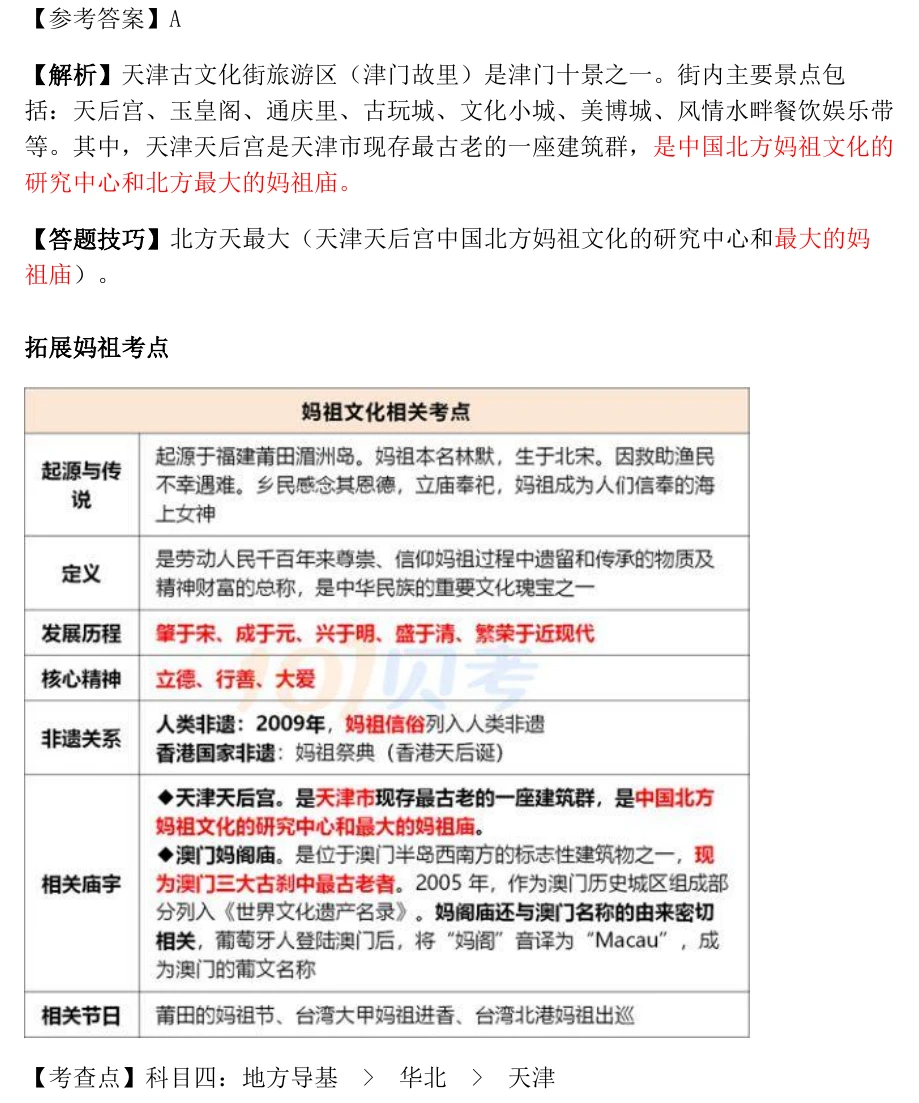 【参考答案】A
【解析】天津古文化街旅游区（津门故里）是津门十景之一。街内主要景点包
括：天后宫、玉皇阁、通庆里、古玩城、文化小城、美博城、风情水畔餐饮娱乐带
等。其中，天津天后宫是天津市现存最古老的一座建筑群，是中国北方妈祖文化的
研究中心和北方最大的妈祖庙。
【答题技巧】北方天最大（天津天后宫中国北方妈祖文化的研究中心和最大的妈
祖庙）。
拓展妈祖考点
妈祖文化相关考点
起源与传
说
起源于福建莆田湄洲岛。妈祖本名林默，生于北宋。因救助渔民
不幸遇难。乡民感念其恩德，立庙奉祀，妈祖成为人们信奉的海
上女神
定义
是劳动人民千百年来尊崇、信仰妈祖过程中遗留和传承的物质及
精神财富的总称，是中华民族的重要文化瑰宝之一
发展历程
肇于宋、成于元、兴于明、盛于清、繁荣于近现代
核心精神
立德、行善、大爱
非遗关系
人类非遗：2009年，妈祖信俗列入人类非遗
香港国家非遗：妈祖祭典（香港天后诞）
相关庙宇
◆天津天后宫。是天津市现存最古老的一座建筑群，是中国北方
妈祖文化的研究中心和最大的妈祖庙。
◆澳门妈阁庙。是位于澳门半岛西南方的标志性建筑物之一，现
为澳门三大古刹中最古老者。2005 年，作为澳门历史城区组成部
分列入《世界文化遗产名录》。妈阁庙还与澳门名称的由来密切
相关，葡萄牙人登陆澳门后，将“妈阁”音译为“Macau”，成
为澳门的葡文名称
相关节日
莆田的妈祖节、台湾大甲妈祖进香、台湾北港妈祖出巡
101贝考
【考查点】科目四：地方导基 > 华北 > 天津